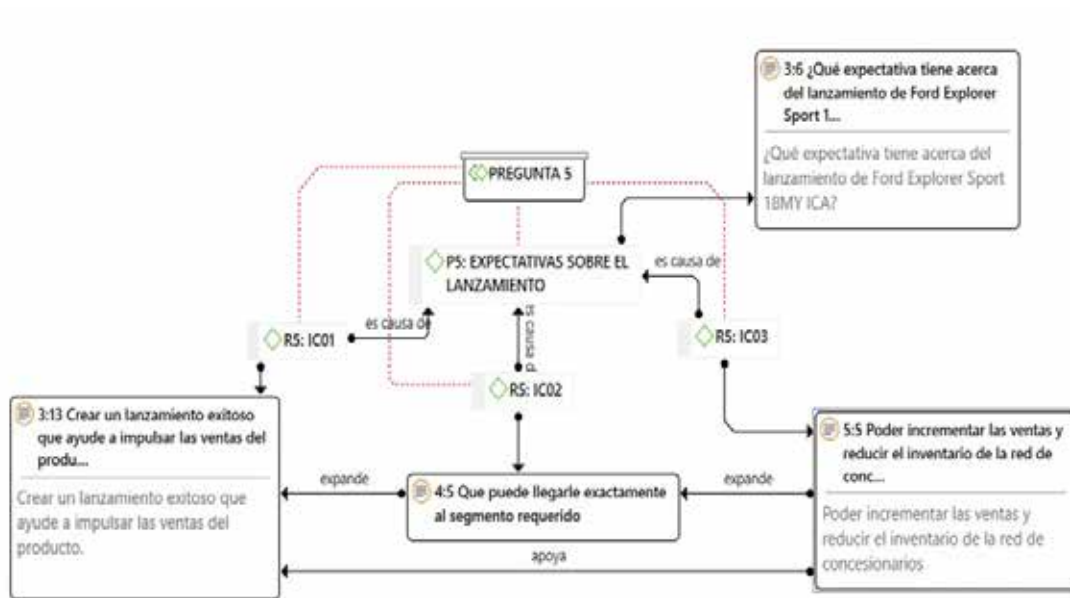 3:6 ¿Qué expectativa tiene acerca
del lanzamiento de Ford Explorer
Sport 1...
¿Qué expectativa tiene acerca del
lanzamiento de Ford Explorer Sport
18MY ICA?
PREGUNTA 5
P5: EXPECTATIVAS SOBRE EL
LANZAMIENTO
es causa de
es causa de
es causa d
R5: IC01
R5: IC03
R5: IC02
3:13 Crear un lanzamiento exitoso
que ayude a impulsar las ventas del
produ...
Crear un lanzamiento exitoso que
ayude a impulsar las ventas del
producto.
expande
4:5 Que puede llegarle exactamente
al segmento requerido
expande
apoya
5:5 Poder incrementar las ventas y
reducir el inventario de la red de
conc...
Poder incrementar las ventas y
reducir el inventario de la red de
concesionarios